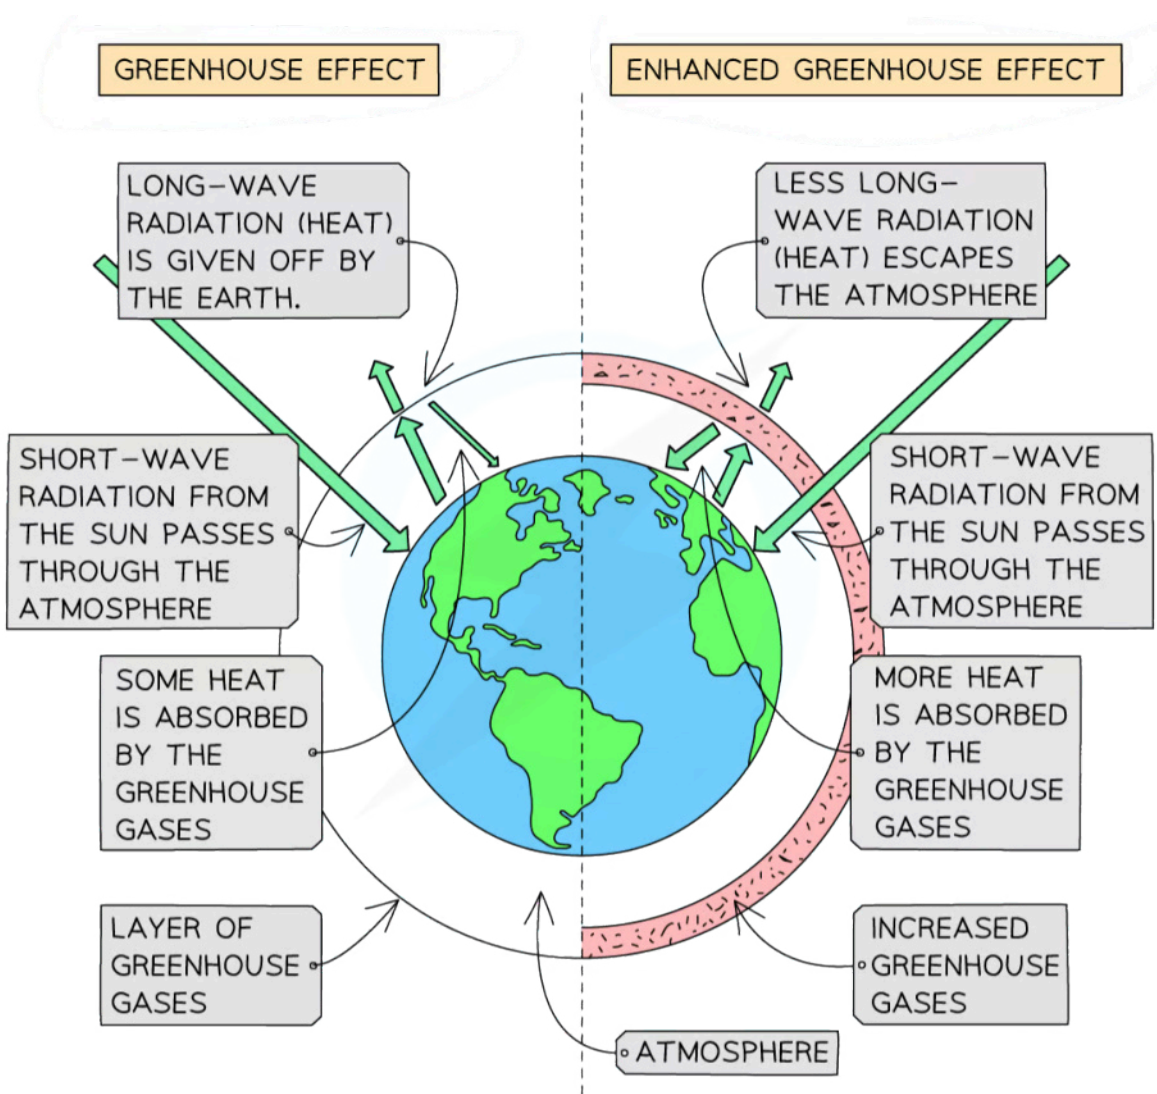 GREENHOUSE EFFECT
ENHANCED GREENHOUSE EFFECT
LONG-WAVE
RADIATION (HEAT)
IS GIVEN OFF BY
THE EARTH.
LESS LONG-
WAVE RADIATION
(HEAT) ESCAPES
THE ATMOSPHERE
SHORT-WAVE
RADIATION FROM
THE SUN PASSES
THROUGH THE
ATMOSPHERE
SHORT-WAVE
RADIATION FROM
THE SUN PASSES
THROUGH THE
ATMOSPHERE
SOME HEAT
IS ABSORBED
BY THE
GREENHOUSE
GASES
MORE HEAT
IS ABSORBED
BY THE
GREENHOUSE
GASES
LAYER OF
GREENHOUSE
GASES
INCREASED
GREENHOUSE
GASES
ATMOSPHERE